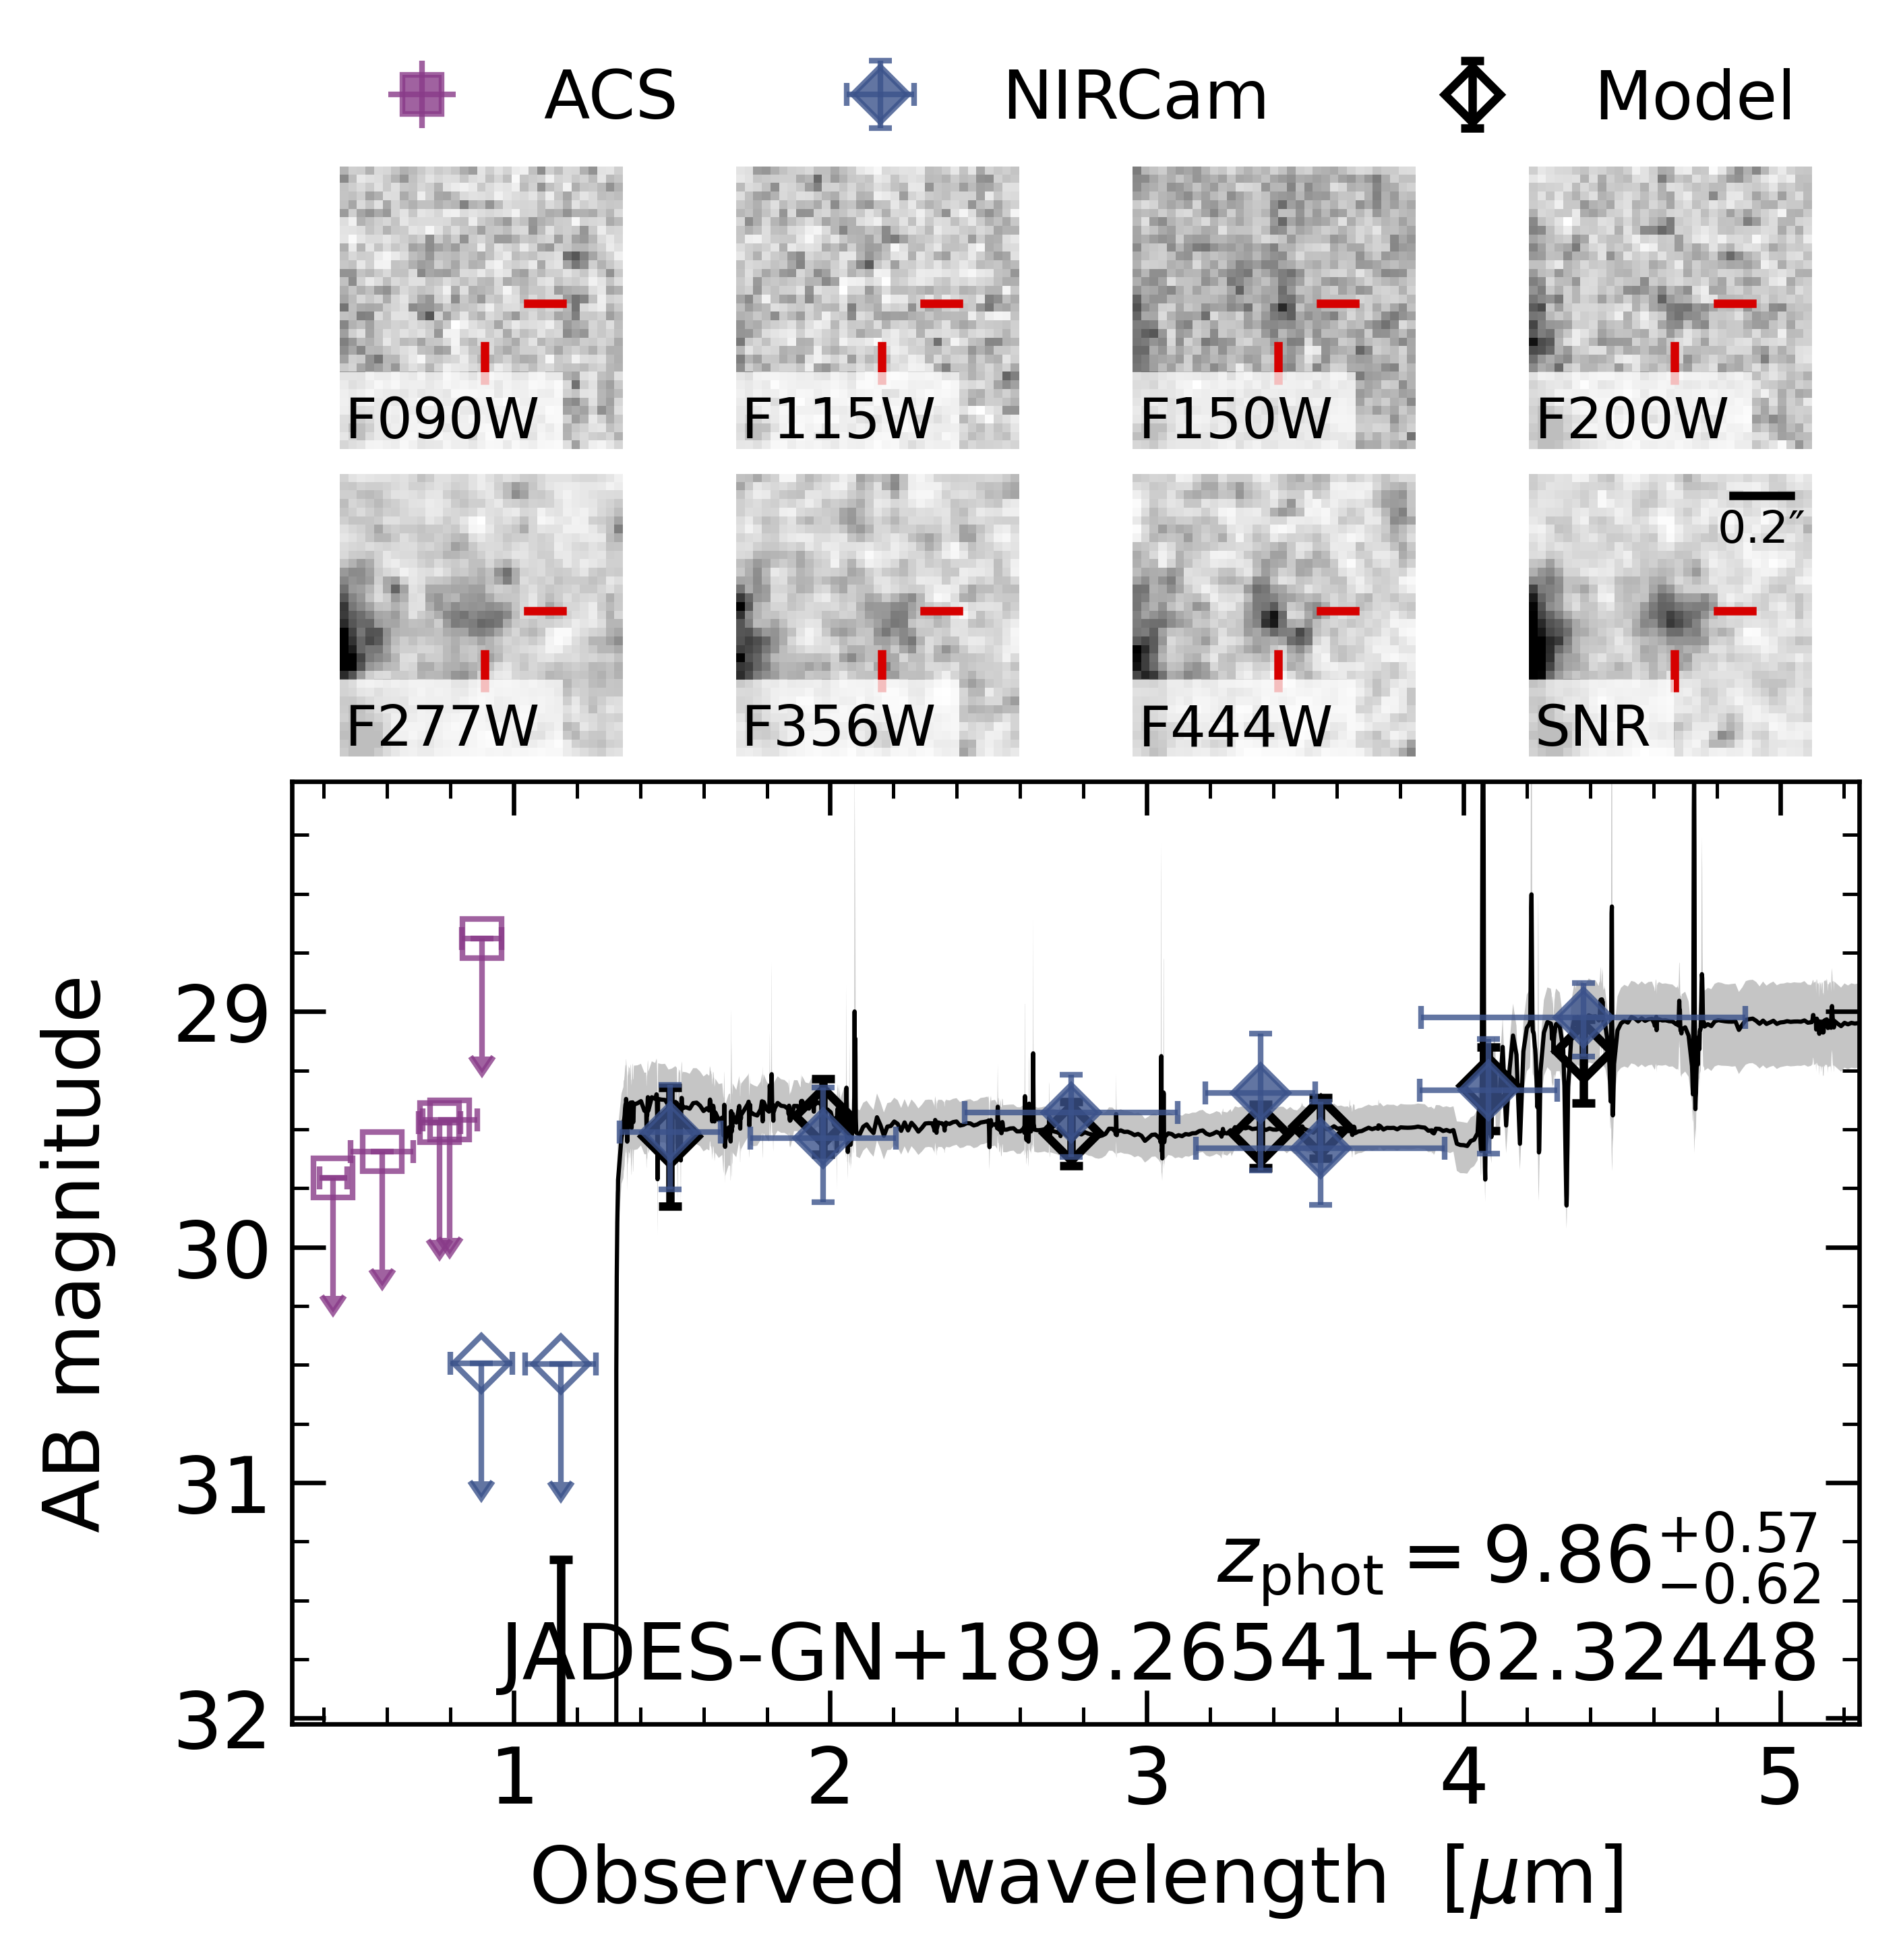 ACS NIRCam Model
F090W F115W F150W F200W
0.2″
F277W F356W F444W SNR
AB magnitude
29
30
31
32
z_phot = 9.86^{+0.57}_{−0.62}
JADES-GN+189.26541+62.32448
1 2 3 4 5
Observed wavelength [μm]